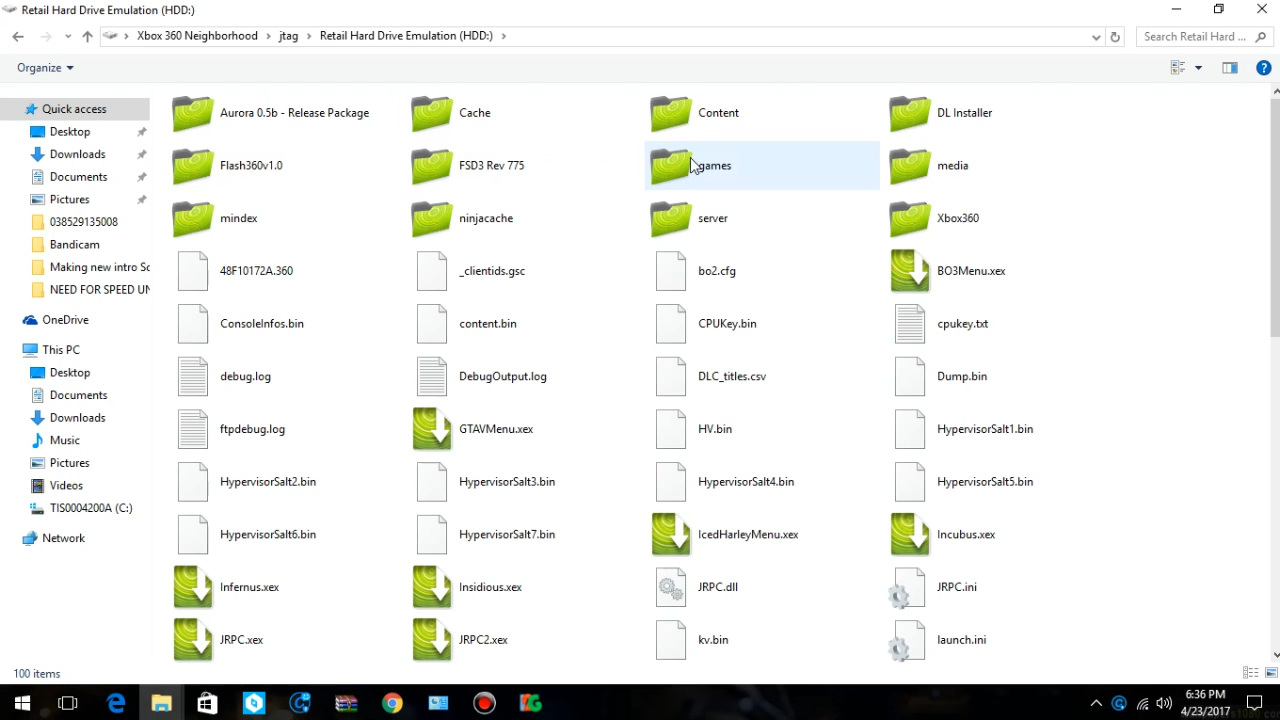 Retail Hard Drive Emulation (HDD:)
Xbox 360 Neighborhood > jtag > Retail Hard Drive Emulation (HDD:) >
Search Retail Hard ...
Organize
Quick access
Desktop
Downloads
Documents
Pictures
038529135008
Bandicam
Making new intro Sc
NEED FOR SPEED UN
OneDrive
This PC
Desktop
Documents
Downloads
Music
Pictures
Videos
TIS0004200A (C:)
Network
Aurora 0.5b - Release Package
Cache
Content
DL Installer
Flash360v1.0
FSD3 Rev 775
games
media
mindex
ninjacache
server
Xbox360
48F10172A.360
_clientids.gsc
bo2.cfg
BO3Menu.xex
ConsoleInfos.bin
content.bin
CPUKey.bin
cpukey.txt
debug.log
DebugOutput.log
DLC_titles.csv
Dump.bin
ftpdebug.log
GTAVMenu.xex
HV.bin
HypervisorSalt1.bin
HypervisorSalt2.bin
HypervisorSalt3.bin
HypervisorSalt4.bin
HypervisorSalt5.bin
HypervisorSalt6.bin
HypervisorSalt7.bin
IcedHarleyMenu.xex
Incubus.xex
Infernus.xex
Insidious.xex
JRPC.dll
JRPC.ini
JRPC.xex
JRPC2.xex
kv.bin
launch.ini
100 items
6:36 PM
4/23/2017